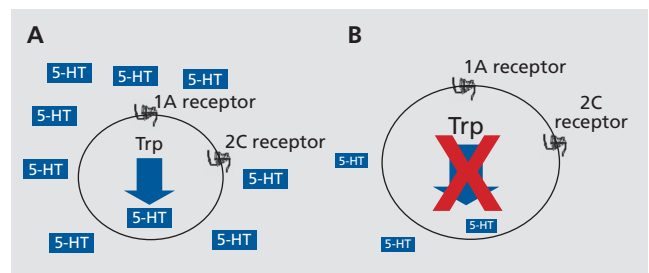 A
5-HT
5-HT
5-HT
5-HT
1A receptor
Trp
2C receptor
5-HT
5-HT
5-HT
5-HT
5-HT
B
1A receptor
2C
receptor
Trp
5-HT
5-HT
5-HT